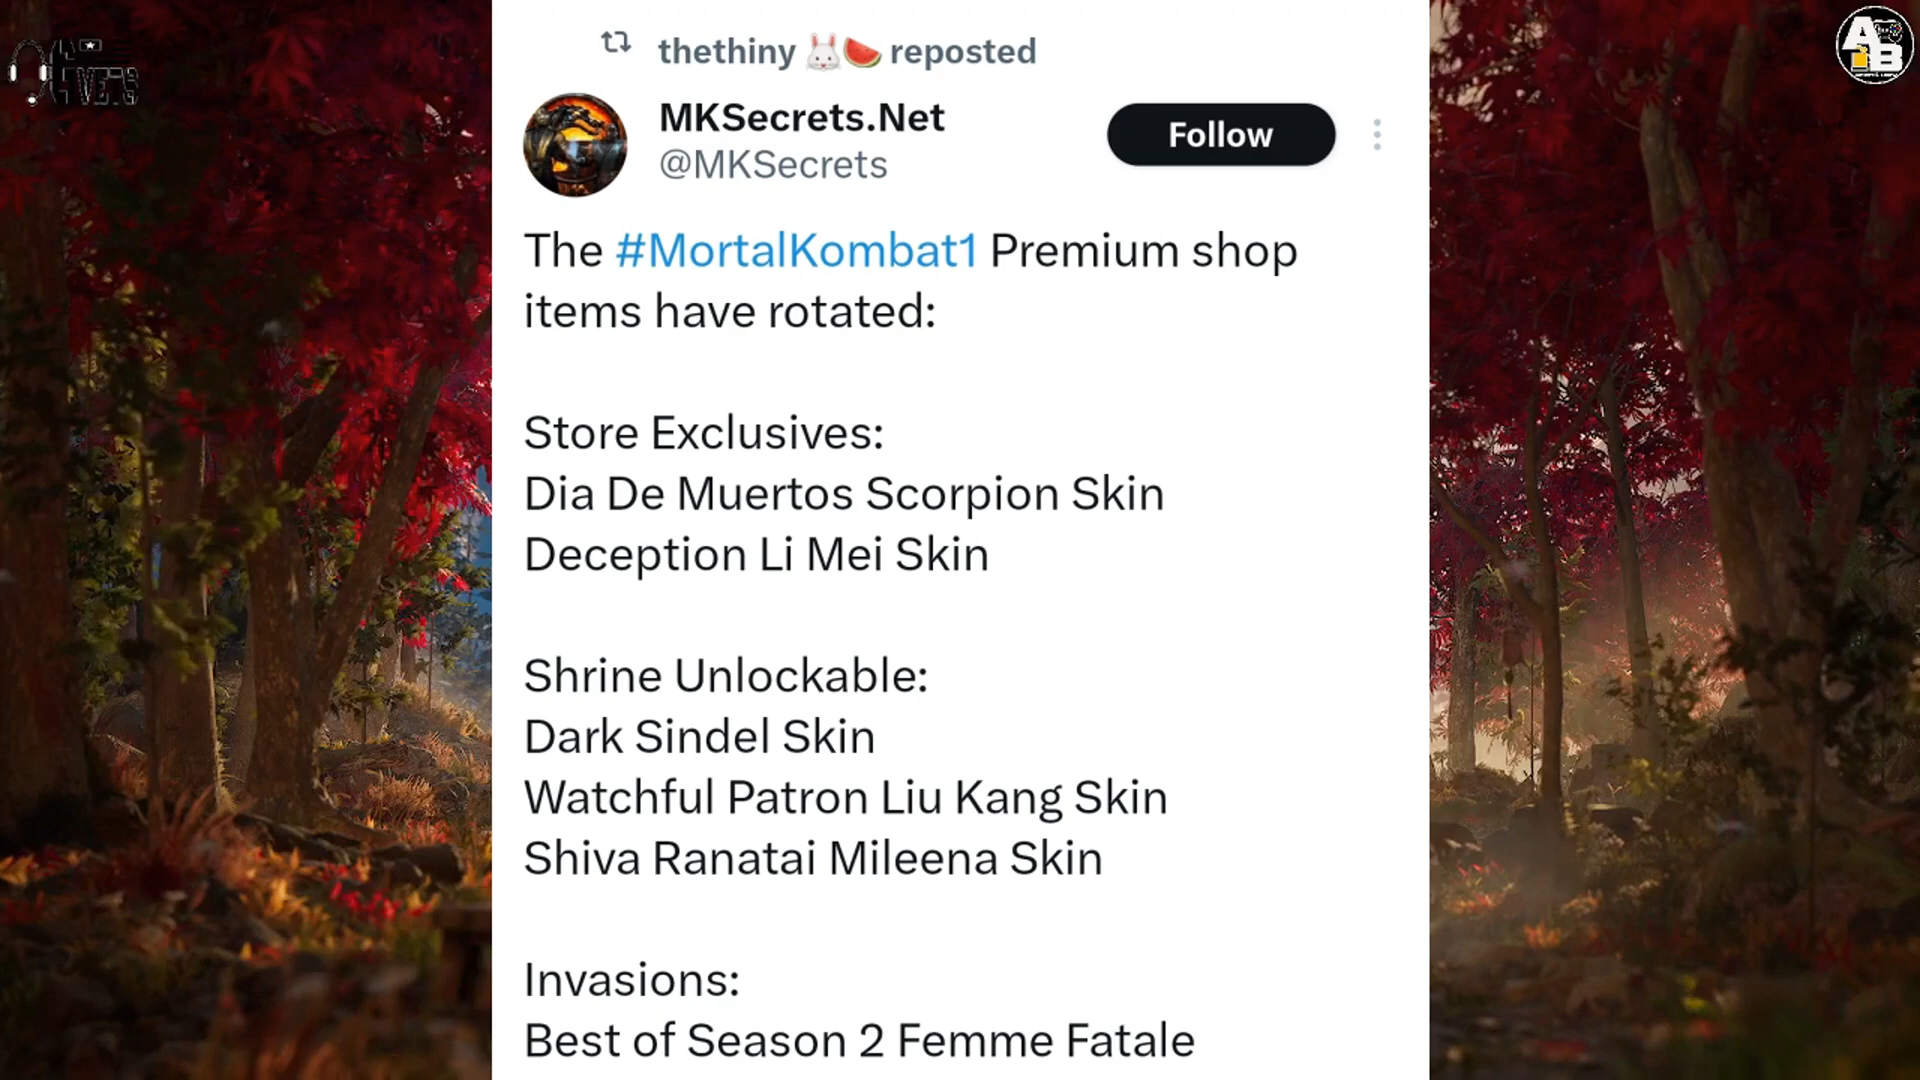 thethiny 🐰🍉 reposted
MKSecrets.Net
@MKSecrets
Follow
The #MortalKombat1 Premium shop
items have rotated:
Store Exclusives:
Dia De Muertos Scorpion Skin
Deception Li Mei Skin
Shrine Unlockable:
Dark Sindel Skin
Watchful Patron Liu Kang Skin
Shiva Ranatai Mileena Skin
Invasions:
Best of Season 2 Femme Fatale